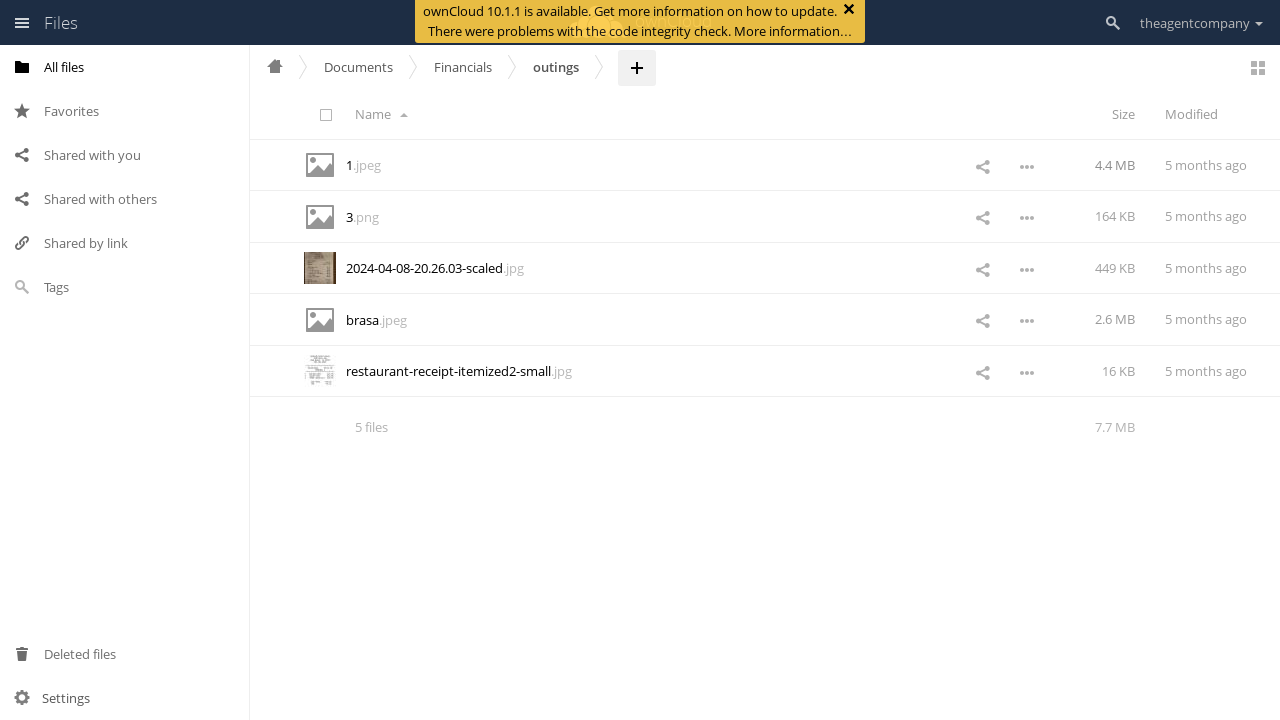 Files
ownCloud 10.1.1 is available. Get more information on how to update.
There were problems with the code integrity check. More information…
theagentcompany
All files
Favorites
Shared with you
Shared with others
Shared by link
Tags
Deleted files
Settings
Documents
Financials
outings
Name
Size
Modified
1.jpeg
4.4 MB
5 months ago
3.png
164 KB
5 months ago
2024-04-08-20.26.03-scaled.jpg
449 KB
5 months ago
brasa.jpeg
2.6 MB
5 months ago
restaurant-receipt-itemized2-small.jpg
16 KB
5 months ago
5 files
7.7 MB